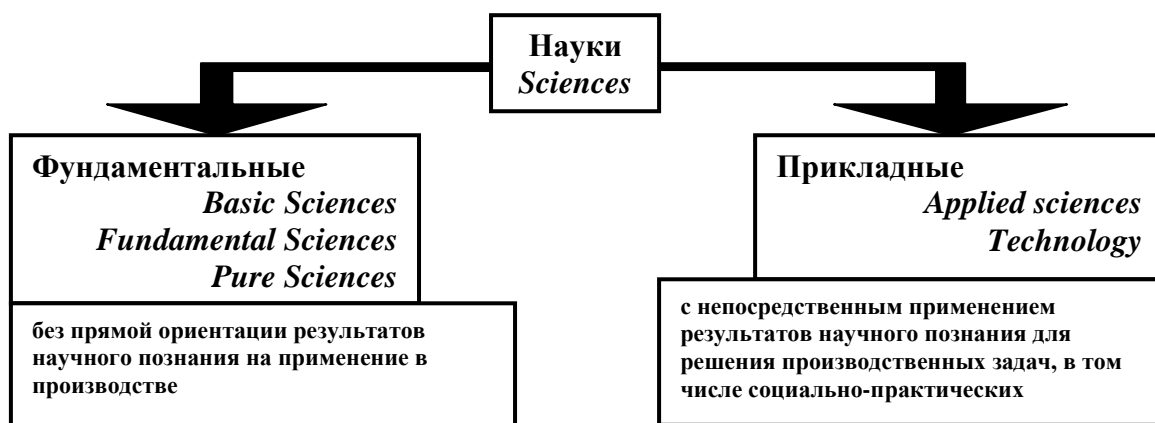 Науки
Sciences
Фундаментальные
Basic Sciences
Fundamental Sciences
Pure Sciences
без прямой ориентации результатов
научного познания на применение в
производстве
Прикладные
Applied sciences
Technology
с непосредственным применением
результатов научного познания для
решения производственных задач, в том
числе социально-практических